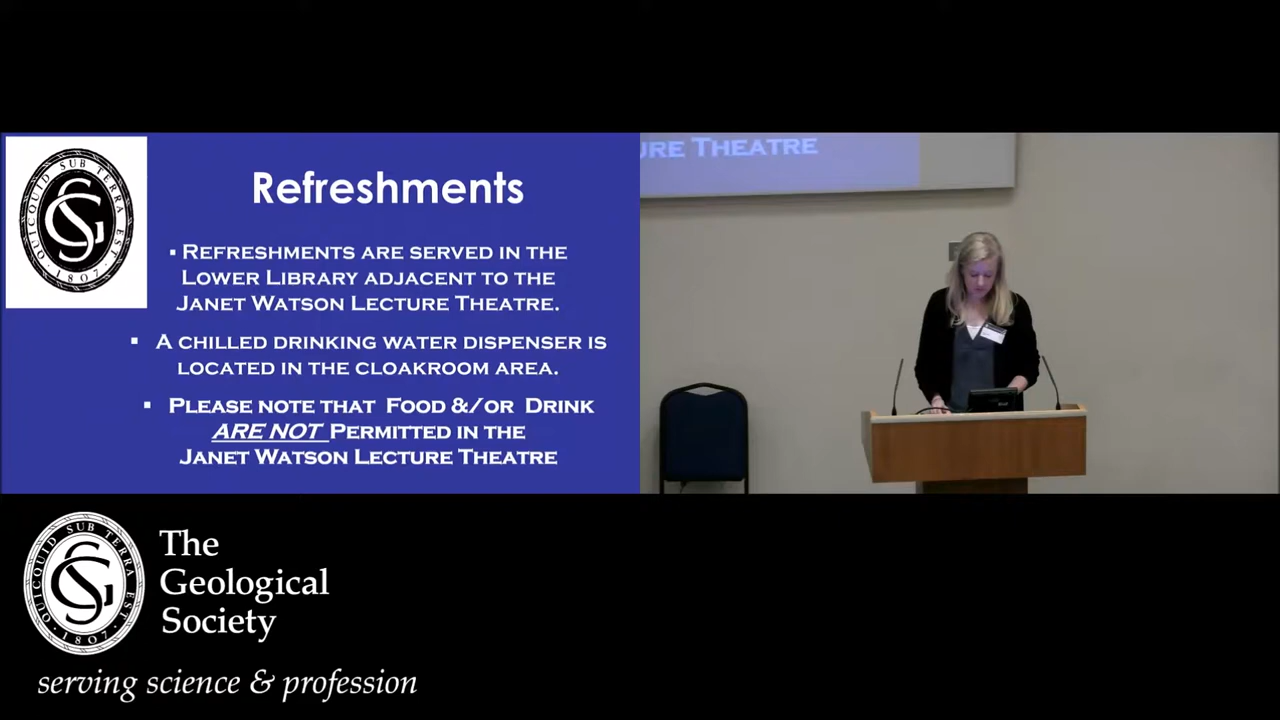 QUICQUID SUB TERRA EST
1807
Refreshments
▪ REFRESHMENTS ARE SERVED IN THE
LOWER LIBRARY ADJACENT TO THE
JANET WATSON LECTURE THEATRE.
▪ A CHILLED DRINKING WATER DISPENSER IS
LOCATED IN THE CLOAKROOM AREA.
▪ PLEASE NOTE THAT FOOD &/OR DRINK
ARE NOT PERMITTED IN THE
JANET WATSON LECTURE THEATRE
URE THEATRE
QUICQUID SUB TERRA EST
1807
The
Geological
Society
serving science & profession